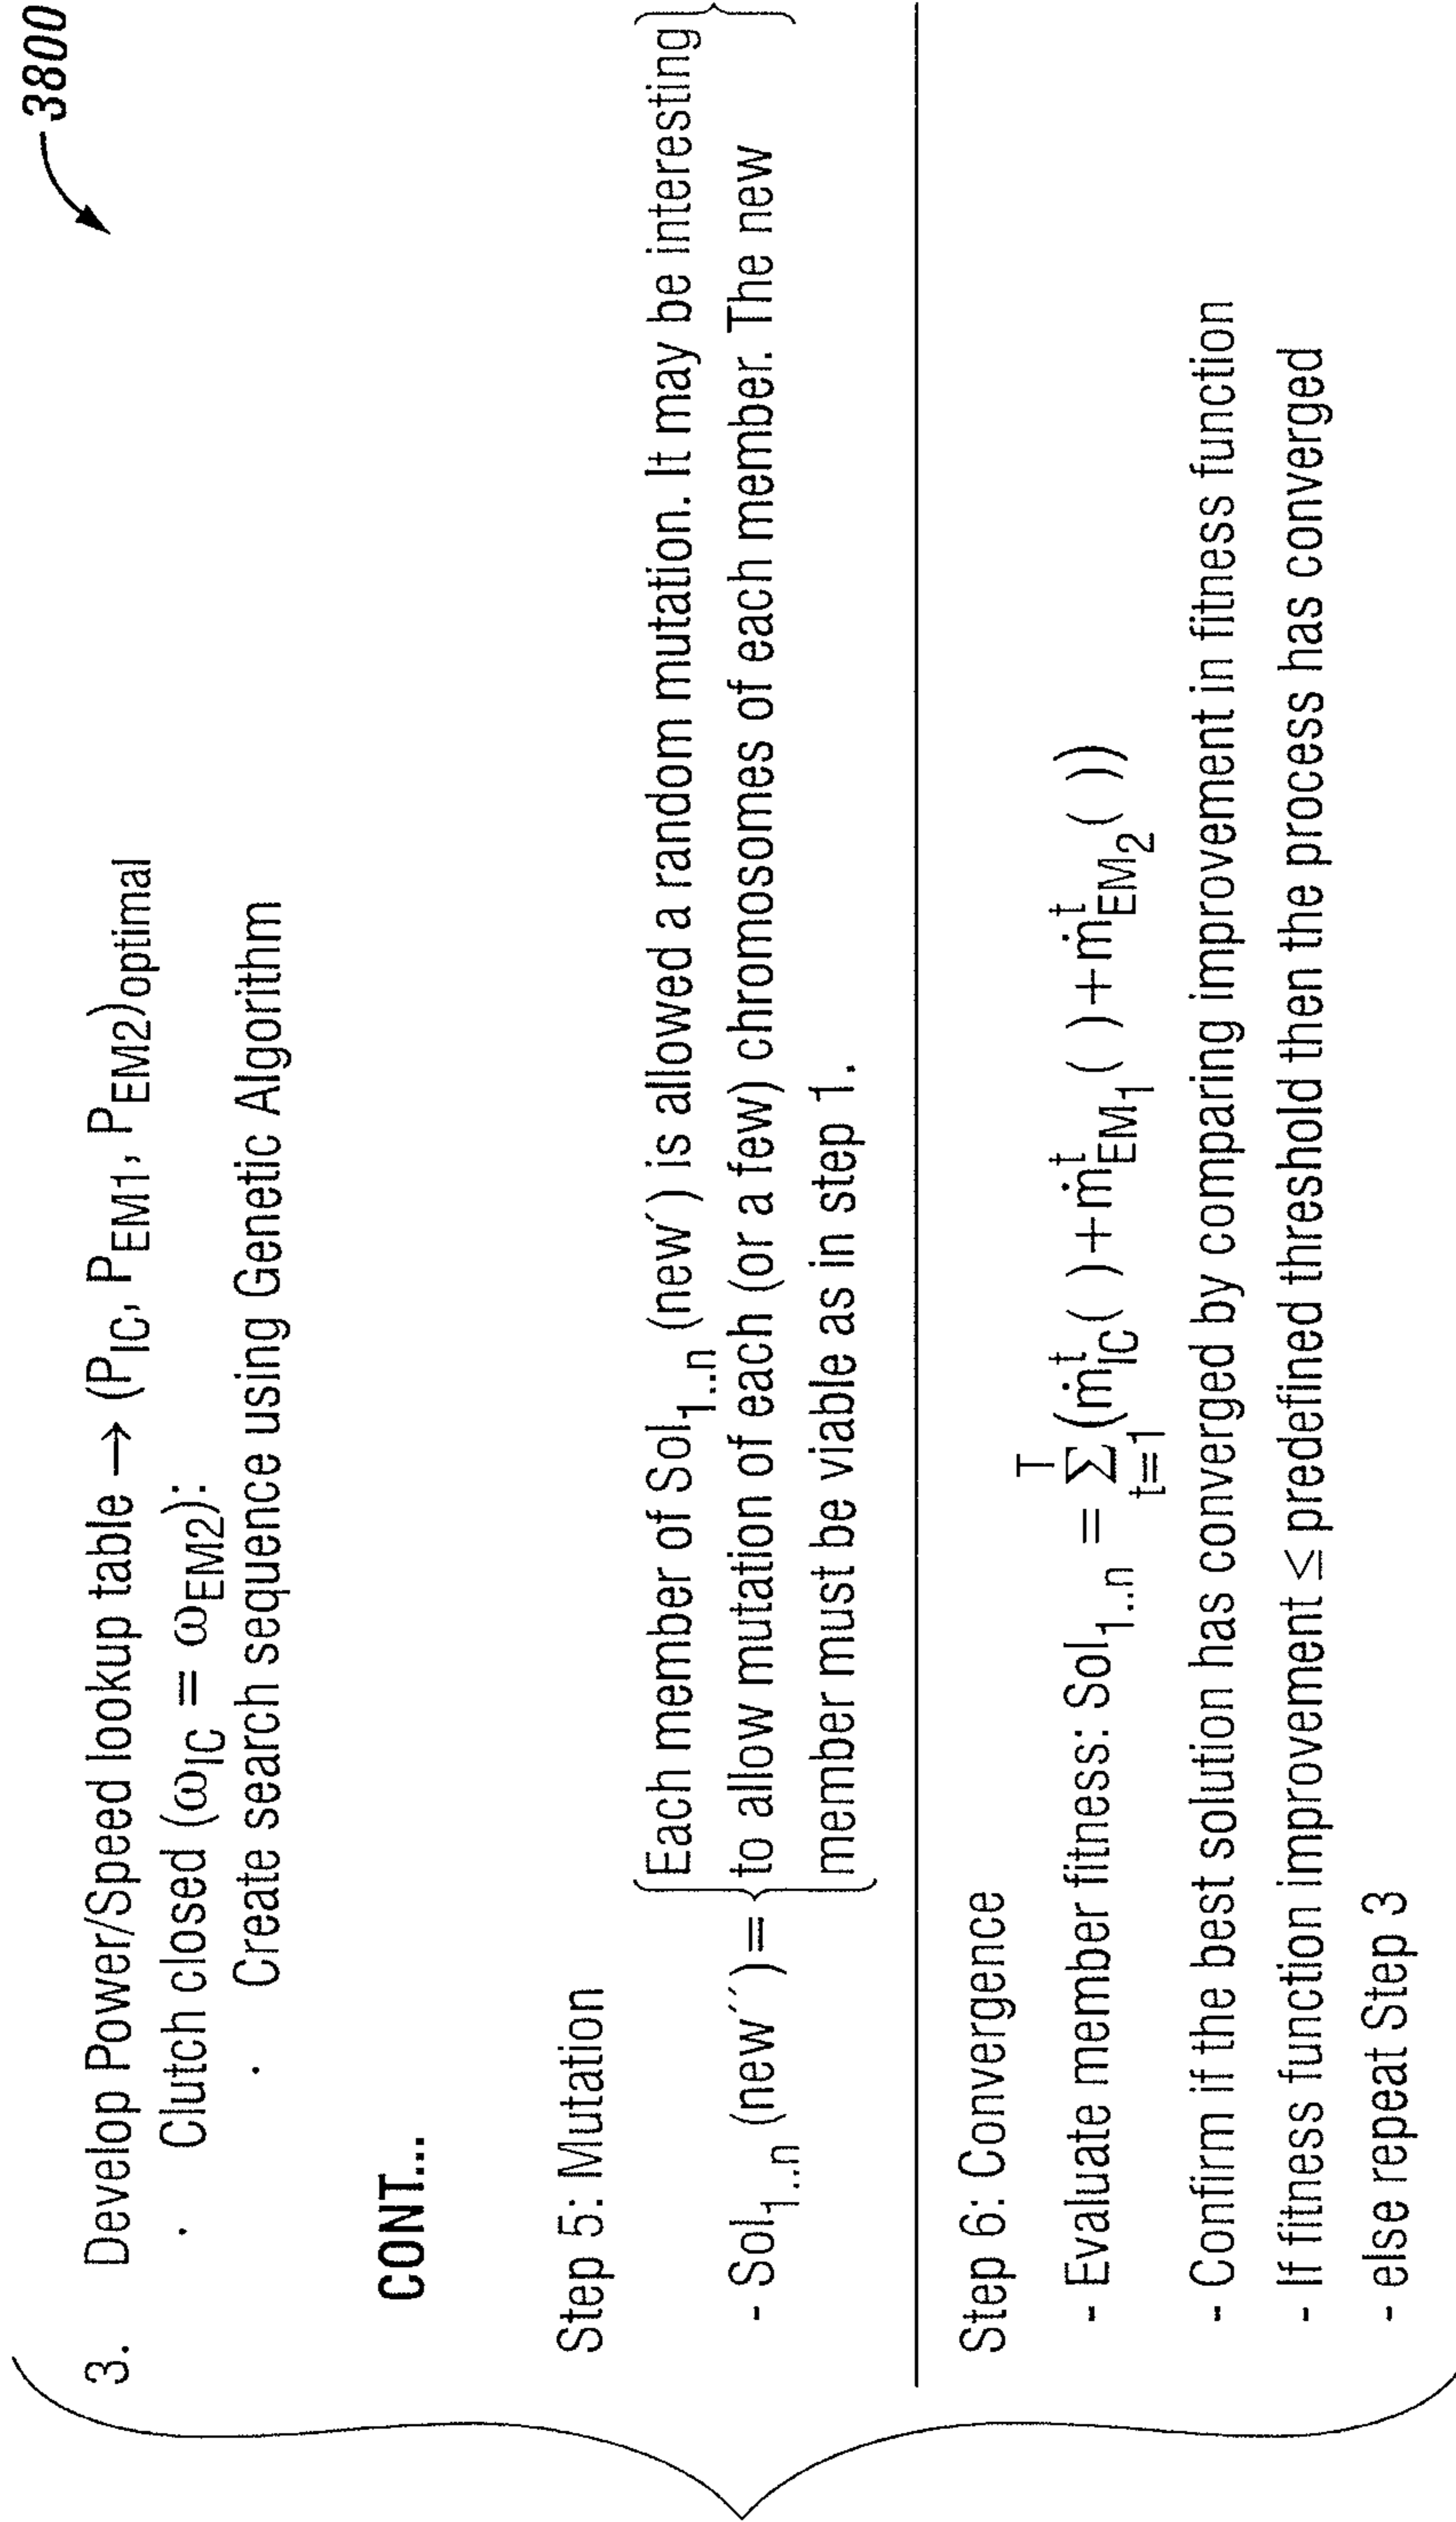 3800
3. Develop Power/Speed lookup table → (P_IC, P_EM1, P_EM2)optimal
· Clutch closed (ω_IC = ω_EM2):
· Create search sequence using Genetic Algorithm
CONT...
Step 5: Mutation
- Sol_1..n (new´´) = { Each member of Sol_1..n (new´) is allowed a random mutation. It may be interesting }
to allow mutation of each (or a few) chromosomes of each member. The new
member must be viable as in step 1.
Step 6: Convergence
- Evaluate member fitness: Sol_1..n = Σ_{t=1}^{T} (ṁ_IC^t ( ) + ṁ_EM_1^t ( ) + ṁ_EM_2^t ( ))
- Confirm if the best solution has converged by comparing improvement in fitness function
- If fitness function improvement ≤ predefined threshold then the process has converged
- else repeat Step 3